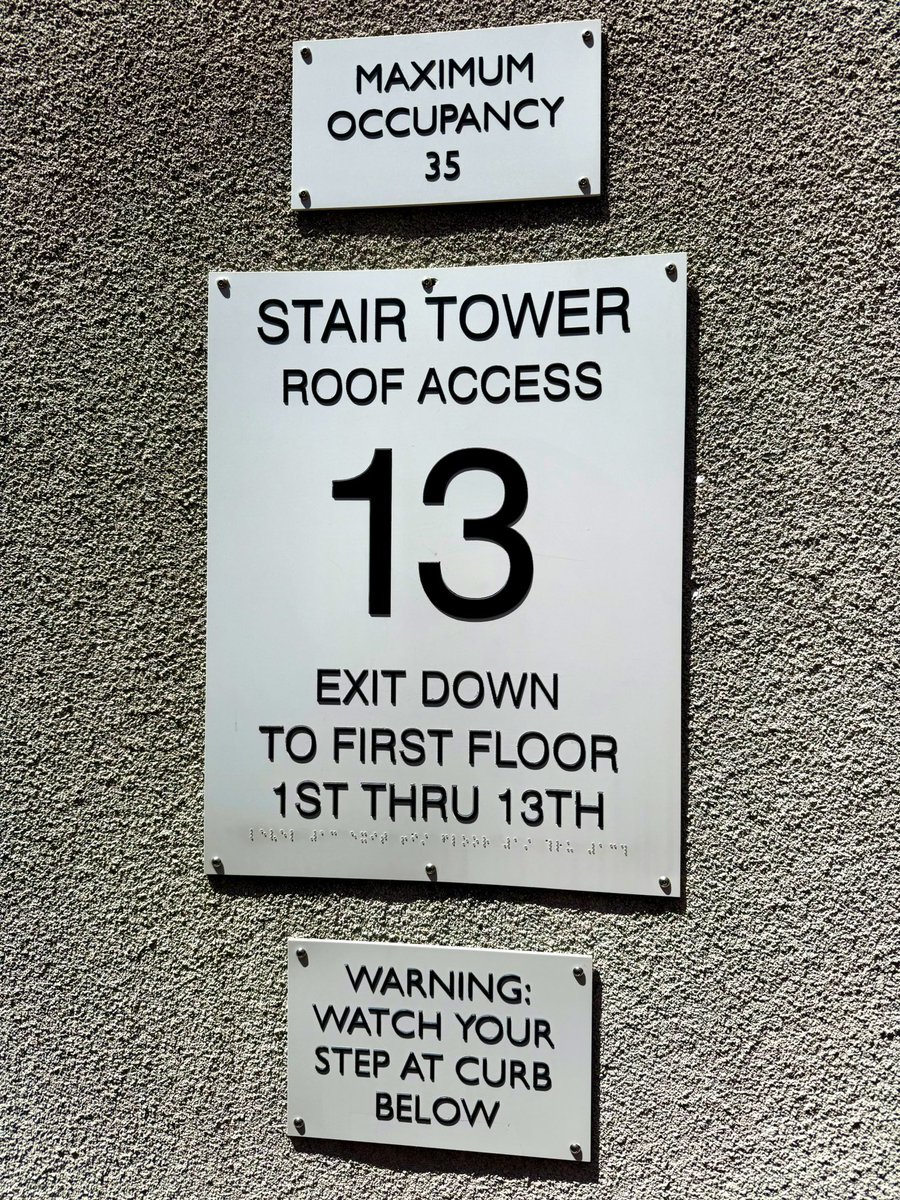 MAXIMUM
OCCUPANCY
35
STAIR TOWER
ROOF ACCESS
13
EXIT DOWN
TO FIRST FLOOR
1ST THRU 13TH
WARNING:
WATCH YOUR
STEP AT CURB
BELOW